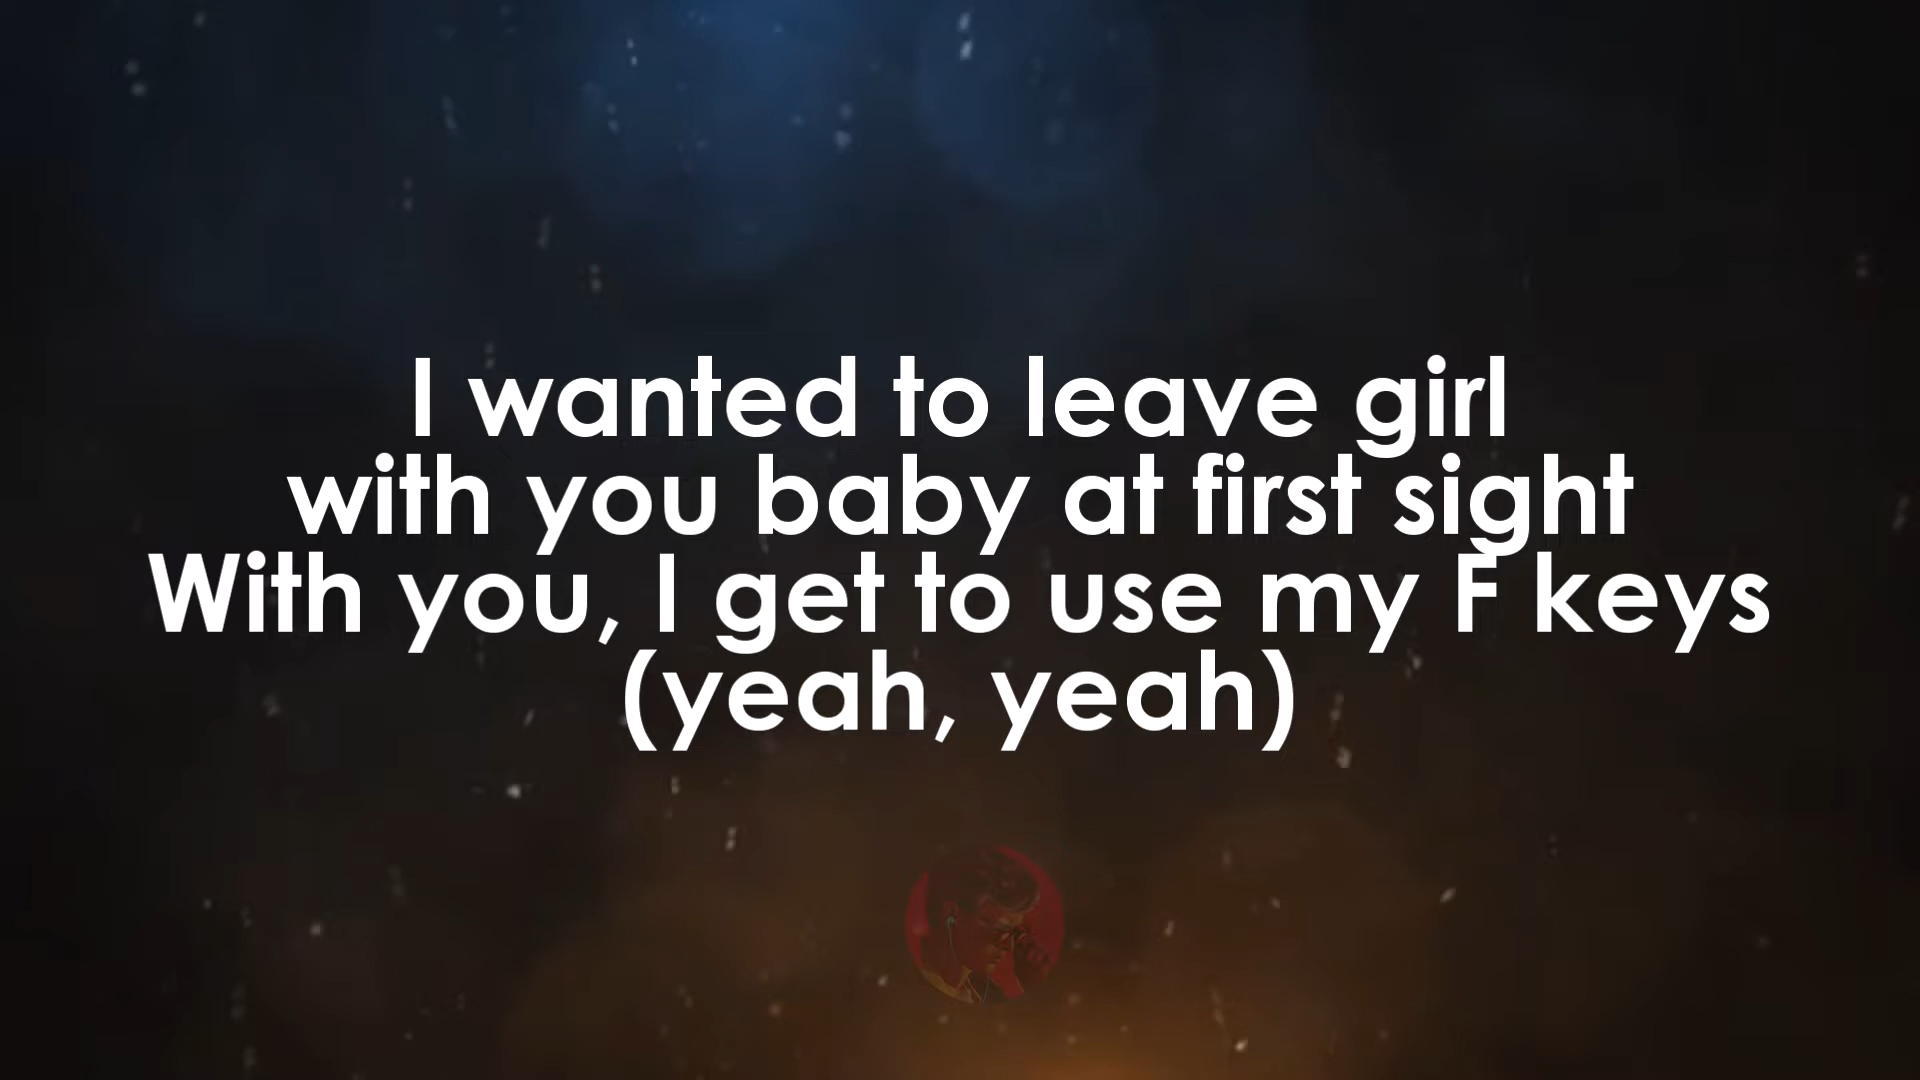 I wanted to leave girl
with you baby at first sight
With you, I get to use my F keys
(yeah, yeah)